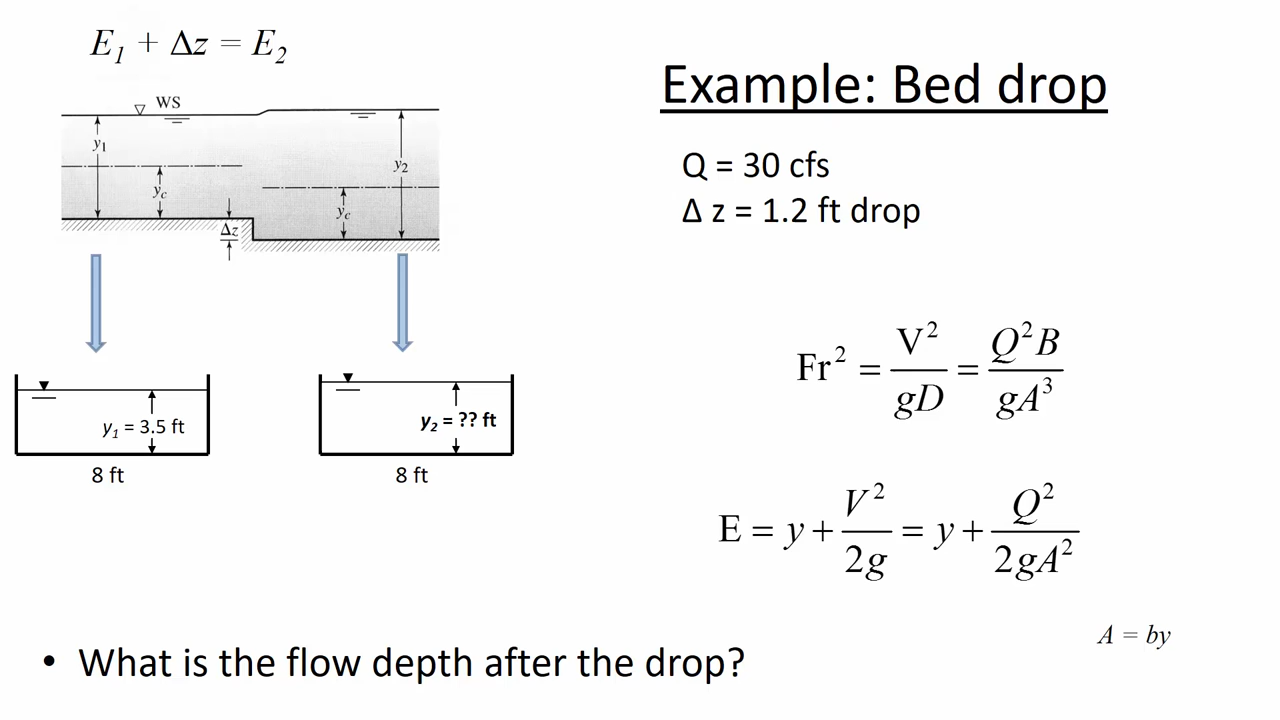 E₁ + Δz = E₂
Example: Bed drop
WS
y₁
y₂
y_c
y_c
Δz
Q = 30 cfs
Δ z = 1.2 ft drop
Fr² = V²/gD = Q²B/gA³
y₁ = 3.5 ft
y₂ = ?? ft
8 ft
8 ft
E = y + V²/2g = y + Q²/2gA²
A = by
• What is the flow depth after the drop?